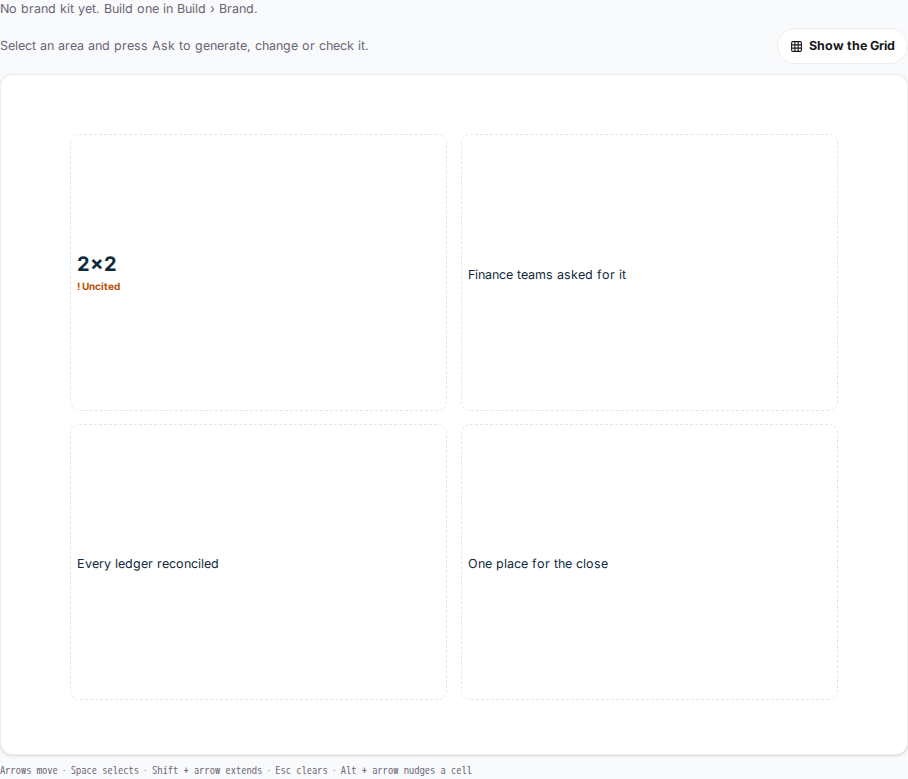 No brand kit yet. Build one in Build › Brand.
Select an area and press Ask to generate, change or check it.
Show the Grid
2×2
! Uncited
Finance teams asked for it
Every ledger reconciled
One place for the close
Arrows move · Space selects · Shift + arrow extends · Esc clears · Alt + arrow nudges a cell